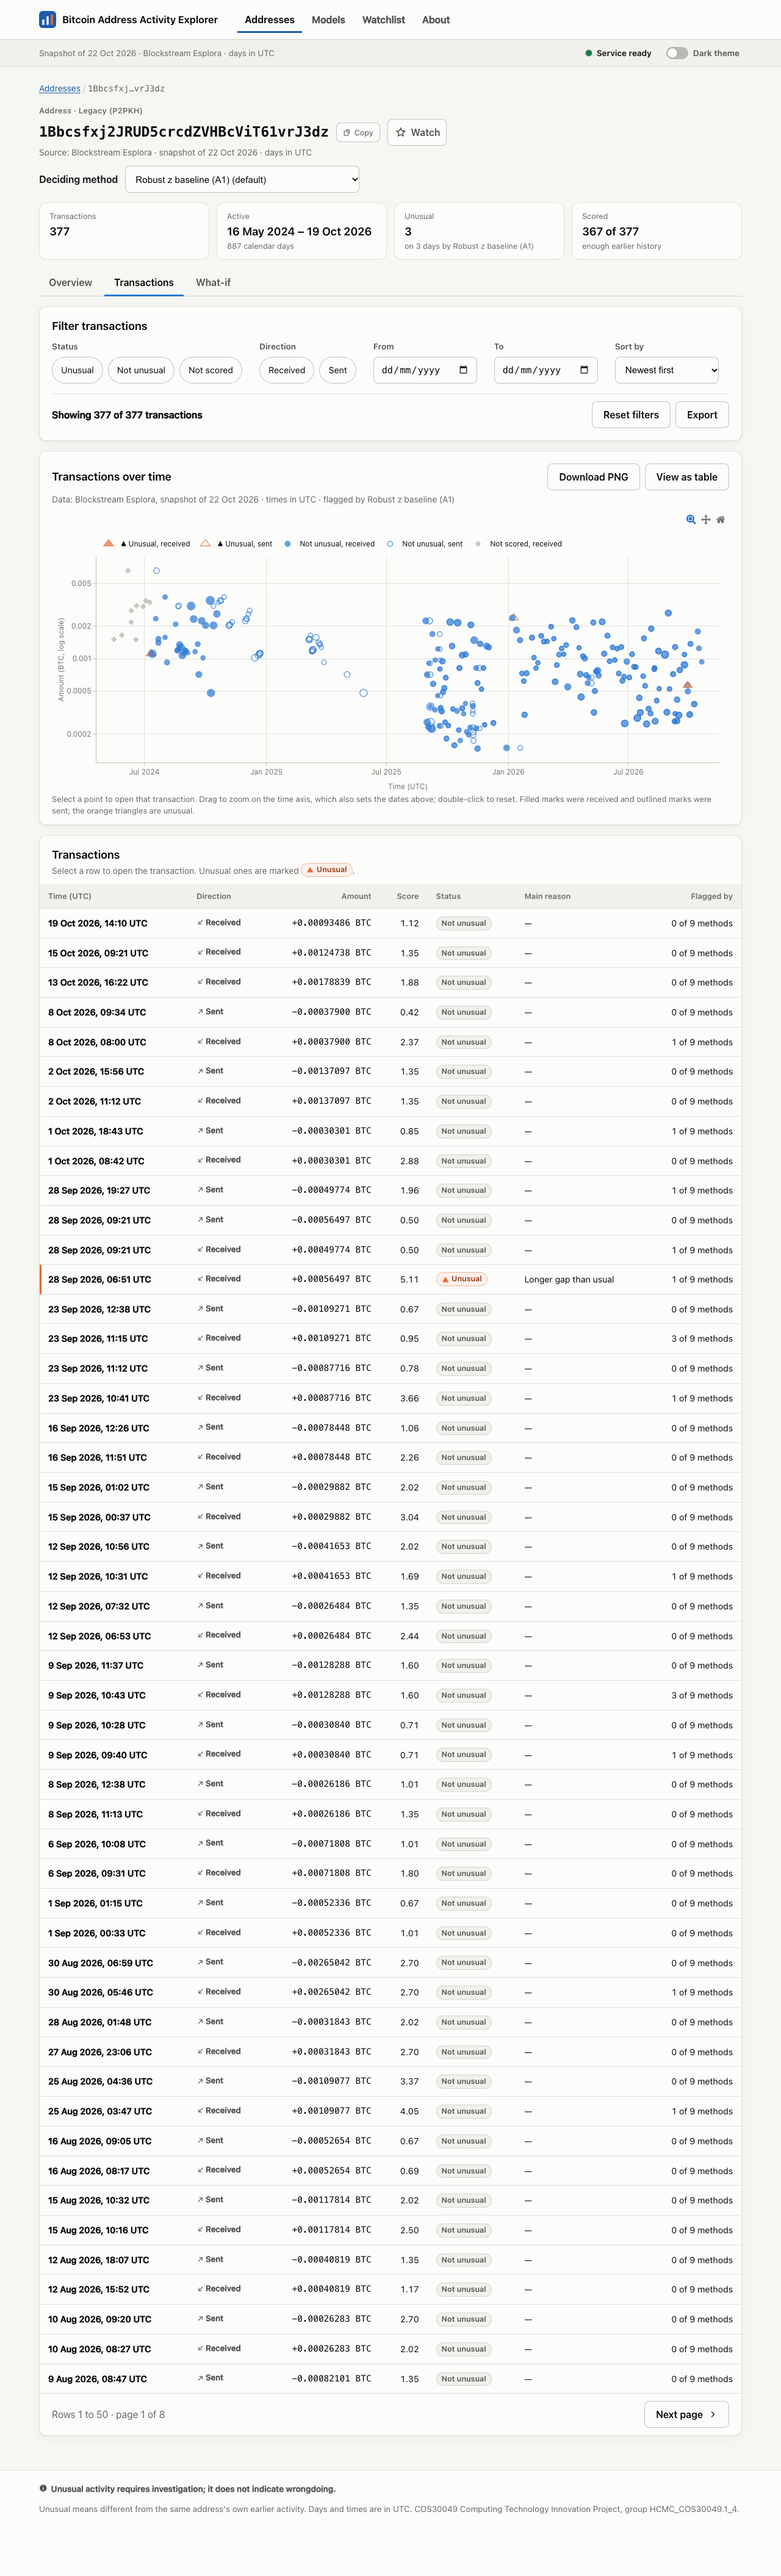 Bitcoin Address Activity Explorer Addresses Models Watchlist About
Snapshot of 22 Oct 2026 · Blockstream Esplora · days in UTC Service ready Dark theme
Addresses / 1Bbcsfxj…vrJ3dz
Address · Legacy (P2PKH)
1Bbcsfxj2JRUD5crcdZVHBcViT61vrJ3dz Copy Watch
Source: Blockstream Esplora · snapshot of 22 Oct 2026 · days in UTC
Deciding method Robust z baseline (A1) (default)
Transactions Active Unusual Scored
377 16 May 2024 – 19 Oct 2026 3 367 of 377
887 calendar days on 3 days by Robust z baseline (A1) enough earlier history
Overview Transactions What-if
Filter transactions
Status Direction From To Sort by
Unusual Not unusual Not scored Received Sent dd/mm/yyyy dd/mm/yyyy Newest first
Showing 377 of 377 transactions Reset filters Export
Transactions over time Download PNG View as table
Data: Blockstream Esplora, snapshot of 22 Oct 2026 · times in UTC · flagged by Robust z baseline (A1)
▲ Unusual, received ▲ Unusual, sent Not unusual, received Not unusual, sent Not scored, received
Amount (BTC, log scale)
0.005
0.002
0.001
0.0005
0.0002
Jul 2024 Jan 2025 Jul 2025 Jan 2026 Jul 2026
Time (UTC)
Select a point to open that transaction. Drag to zoom on the time axis, which also sets the dates above; double-click to reset. Filled marks were received and outlined marks were
sent; the orange triangles are unusual.
Transactions
Select a row to open the transaction. Unusual ones are marked ▲ Unusual.
Time (UTC) Direction Amount Score Status Main reason Flagged by
19 Oct 2026, 14:10 UTC ↙ Received +0.00093486 BTC 1.12 Not unusual — 0 of 9 methods
15 Oct 2026, 09:21 UTC ↙ Received +0.00124738 BTC 1.35 Not unusual — 0 of 9 methods
13 Oct 2026, 16:22 UTC ↙ Received +0.00178839 BTC 1.88 Not unusual — 0 of 9 methods
8 Oct 2026, 09:34 UTC ↗ Sent −0.00037900 BTC 0.42 Not unusual — 0 of 9 methods
8 Oct 2026, 08:00 UTC ↙ Received +0.00037900 BTC 2.37 Not unusual — 1 of 9 methods
2 Oct 2026, 15:56 UTC ↗ Sent −0.00137097 BTC 1.35 Not unusual — 0 of 9 methods
2 Oct 2026, 11:12 UTC ↙ Received +0.00137097 BTC 1.35 Not unusual — 0 of 9 methods
1 Oct 2026, 18:43 UTC ↗ Sent −0.00030301 BTC 0.85 Not unusual — 1 of 9 methods
1 Oct 2026, 08:42 UTC ↙ Received +0.00030301 BTC 2.88 Not unusual — 0 of 9 methods
28 Sep 2026, 19:27 UTC ↗ Sent −0.00049774 BTC 1.96 Not unusual — 1 of 9 methods
28 Sep 2026, 09:21 UTC ↗ Sent −0.00056497 BTC 0.50 Not unusual — 0 of 9 methods
28 Sep 2026, 09:21 UTC ↙ Received +0.00049774 BTC 0.50 Not unusual — 1 of 9 methods
28 Sep 2026, 06:51 UTC ↙ Received +0.00056497 BTC 5.11 ▲ Unusual Longer gap than usual 1 of 9 methods
23 Sep 2026, 12:38 UTC ↗ Sent −0.00109271 BTC 0.67 Not unusual — 0 of 9 methods
23 Sep 2026, 11:15 UTC ↙ Received +0.00109271 BTC 0.95 Not unusual — 3 of 9 methods
23 Sep 2026, 11:12 UTC ↗ Sent −0.00087716 BTC 0.78 Not unusual — 0 of 9 methods
23 Sep 2026, 10:41 UTC ↙ Received +0.00087716 BTC 3.66 Not unusual — 1 of 9 methods
16 Sep 2026, 12:26 UTC ↗ Sent −0.00078448 BTC 1.06 Not unusual — 0 of 9 methods
16 Sep 2026, 11:51 UTC ↙ Received +0.00078448 BTC 2.26 Not unusual — 0 of 9 methods
15 Sep 2026, 01:02 UTC ↗ Sent −0.00029882 BTC 2.02 Not unusual — 0 of 9 methods
15 Sep 2026, 00:37 UTC ↙ Received +0.00029882 BTC 3.04 Not unusual — 0 of 9 methods
12 Sep 2026, 10:56 UTC ↗ Sent −0.00041653 BTC 2.02 Not unusual — 0 of 9 methods
12 Sep 2026, 10:31 UTC ↙ Received +0.00041653 BTC 1.69 Not unusual — 1 of 9 methods
12 Sep 2026, 07:32 UTC ↗ Sent −0.00026484 BTC 1.35 Not unusual — 0 of 9 methods
12 Sep 2026, 06:53 UTC ↙ Received +0.00026484 BTC 2.44 Not unusual — 0 of 9 methods
9 Sep 2026, 11:37 UTC ↗ Sent −0.00128288 BTC 1.60 Not unusual — 0 of 9 methods
9 Sep 2026, 10:43 UTC ↙ Received +0.00128288 BTC 1.60 Not unusual — 3 of 9 methods
9 Sep 2026, 10:28 UTC ↗ Sent −0.00030840 BTC 0.71 Not unusual — 0 of 9 methods
9 Sep 2026, 09:40 UTC ↙ Received +0.00030840 BTC 0.71 Not unusual — 1 of 9 methods
8 Sep 2026, 12:38 UTC ↗ Sent −0.00026186 BTC 1.01 Not unusual — 0 of 9 methods
8 Sep 2026, 11:13 UTC ↙ Received +0.00026186 BTC 1.35 Not unusual — 0 of 9 methods
6 Sep 2026, 10:08 UTC ↗ Sent −0.00071808 BTC 1.01 Not unusual — 0 of 9 methods
6 Sep 2026, 09:31 UTC ↙ Received +0.00071808 BTC 1.80 Not unusual — 0 of 9 methods
1 Sep 2026, 01:15 UTC ↗ Sent −0.00052336 BTC 0.67 Not unusual — 0 of 9 methods
1 Sep 2026, 00:33 UTC ↙ Received +0.00052336 BTC 1.01 Not unusual — 0 of 9 methods
30 Aug 2026, 06:59 UTC ↗ Sent −0.00265042 BTC 2.70 Not unusual — 0 of 9 methods
30 Aug 2026, 05:46 UTC ↙ Received +0.00265042 BTC 2.70 Not unusual — 1 of 9 methods
28 Aug 2026, 01:48 UTC ↗ Sent −0.00031843 BTC 2.02 Not unusual — 0 of 9 methods
27 Aug 2026, 23:06 UTC ↙ Received +0.00031843 BTC 2.70 Not unusual — 0 of 9 methods
25 Aug 2026, 04:36 UTC ↗ Sent −0.00109077 BTC 3.37 Not unusual — 0 of 9 methods
25 Aug 2026, 03:47 UTC ↙ Received +0.00109077 BTC 4.05 Not unusual — 1 of 9 methods
16 Aug 2026, 09:05 UTC ↗ Sent −0.00052654 BTC 0.67 Not unusual — 0 of 9 methods
16 Aug 2026, 08:17 UTC ↙ Received +0.00052654 BTC 0.69 Not unusual — 0 of 9 methods
15 Aug 2026, 10:32 UTC ↗ Sent −0.00117814 BTC 2.02 Not unusual — 0 of 9 methods
15 Aug 2026, 10:16 UTC ↙ Received +0.00117814 BTC 2.50 Not unusual — 0 of 9 methods
12 Aug 2026, 18:07 UTC ↗ Sent −0.00040819 BTC 1.35 Not unusual — 0 of 9 methods
12 Aug 2026, 15:52 UTC ↙ Received +0.00040819 BTC 1.17 Not unusual — 0 of 9 methods
10 Aug 2026, 09:20 UTC ↗ Sent −0.00026283 BTC 2.70 Not unusual — 0 of 9 methods
10 Aug 2026, 08:27 UTC ↙ Received +0.00026283 BTC 2.02 Not unusual — 0 of 9 methods
9 Aug 2026, 08:47 UTC ↗ Sent −0.00082101 BTC 1.35 Not unusual — 0 of 9 methods
Rows 1 to 50 · page 1 of 8 Next page
Unusual activity requires investigation; it does not indicate wrongdoing.
Unusual means different from the same address's own earlier activity. Days and times are in UTC. COS30049 Computing Technology Innovation Project, group HCMC_COS30049.1_4.